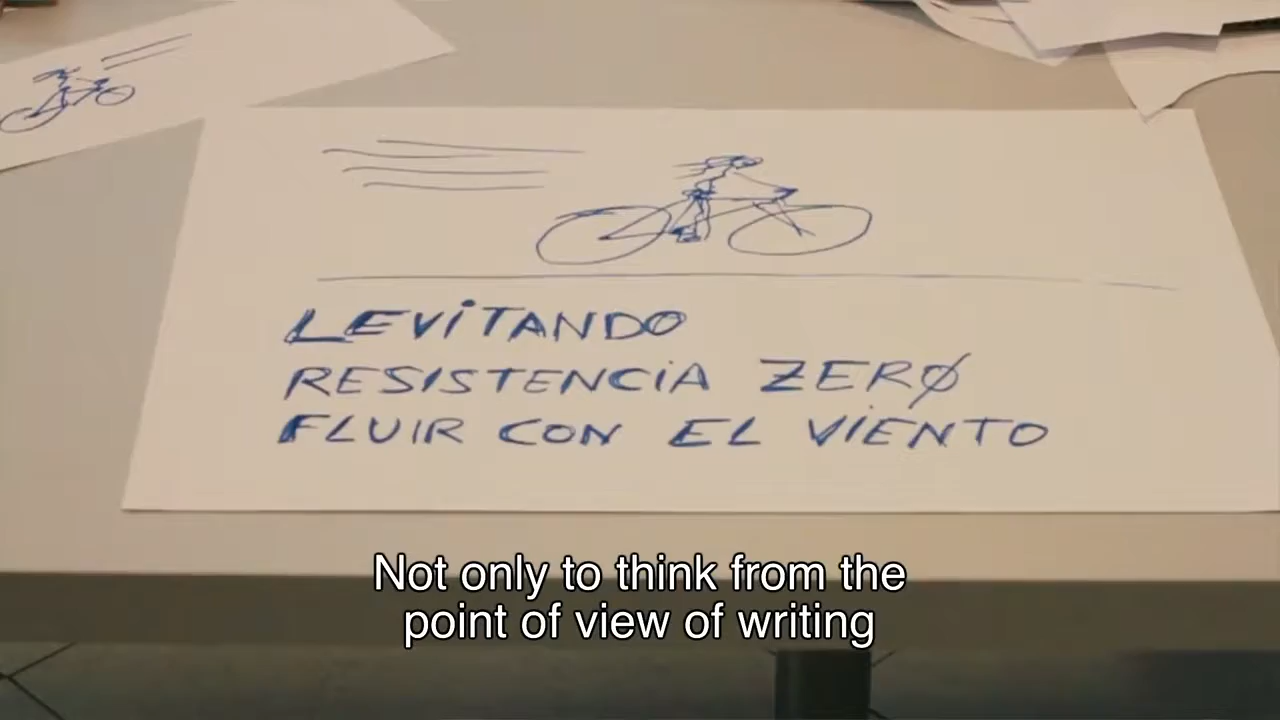 LEViTANDO
RESISTENCiA ZERØ
FLUIR CON EL ViENTO
Not only to think from the
point of view of writing